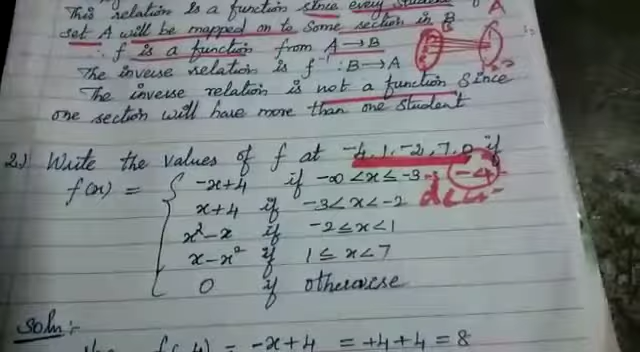 This relation is a function since every student
set A will be mapped on to some section in B
∴ f is a function from A → B
The inverse relation is f⁻¹ : B → A
The inverse relation is not a function since
one section will have more than one student
2) Write the values of f at -4, 1, -2, 7, 0 if
f(x) = { -x+4 if -∞ < x ≤ -3
x+4 if -3 < x < -2
x² - x if -2 ≤ x < 1
x - x² if 1 ≤ x < 7
0 if otherwise
Soln:-
f(-4) = -x+4 = +4+4 = 8